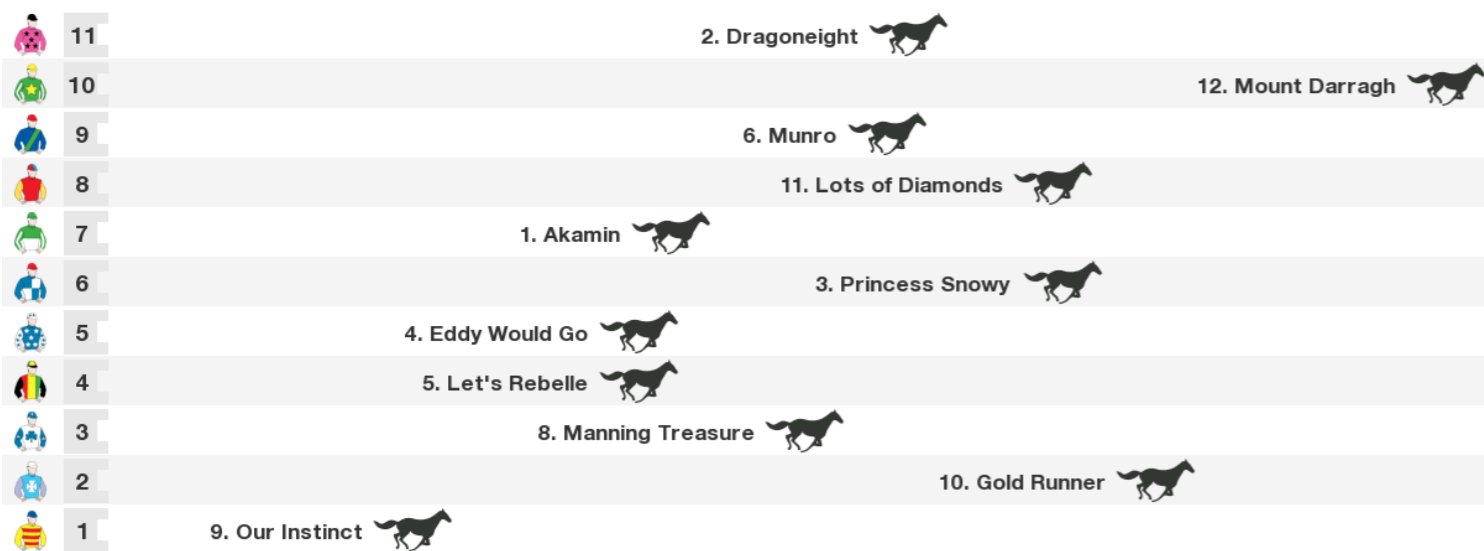 11 2. Dragoneight
10 12. Mount Darragh
9 6. Munro
8 11. Lots of Diamonds
7 1. Akamin
6 3. Princess Snowy
5 4. Eddy Would Go
4 5. Let's Rebelle
3 8. Manning Treasure
2 10. Gold Runner
1 9. Our Instinct